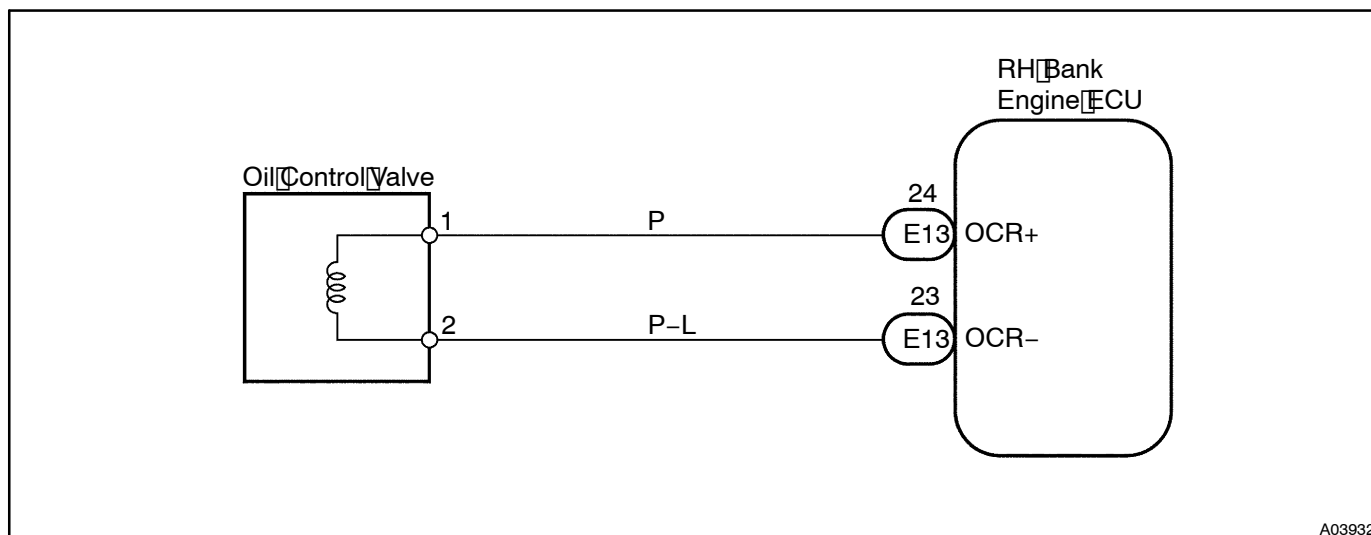 RH Bank
Engine ECU
Oil Control Valve
1
P
24
E13
OCR+
2
P−L
23
E13
OCR−
A03932